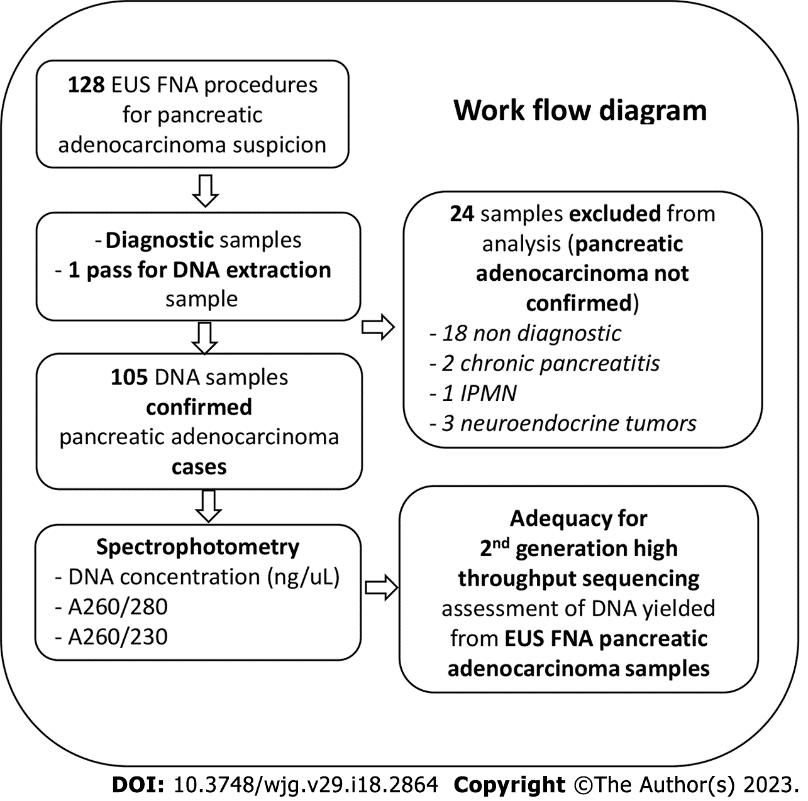 Work flow diagram
128 EUS FNA procedures
for pancreatic
adenocarcinoma suspicion
- Diagnostic samples
- 1 pass for DNA extraction
sample
24 samples excluded from
analysis (pancreatic
adenocarcinoma not
confirmed)
- 18 non diagnostic
- 2 chronic pancreatitis
- 1 IPMN
- 3 neuroendocrine tumors
105 DNA samples
confirmed
pancreatic adenocarcinoma
cases
Spectrophotometry
- DNA concentration (ng/uL)
- A260/280
- A260/230
Adequacy for
2nd generation high
throughput sequencing
assessment of DNA yielded
from EUS FNA pancreatic
adenocarcinoma samples
DOI: 10.3748/wjg.v29.i18.2864 Copyright ©The Author(s) 2023.